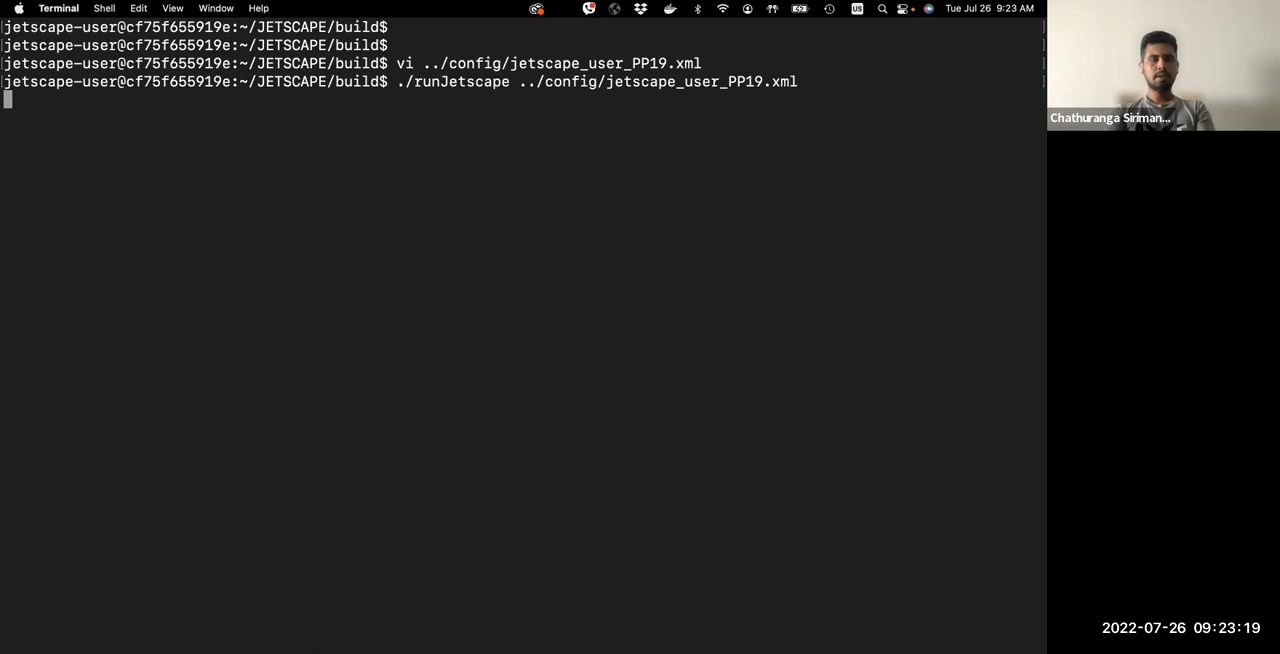 Terminal Shell Edit View Window Help US Tue Jul 26 9:23 AM
[jetscape-user@cf75f655919e:~/JETSCAPE/build$ ]
[jetscape-user@cf75f655919e:~/JETSCAPE/build$ ]
[jetscape-user@cf75f655919e:~/JETSCAPE/build$ vi ../config/jetscape_user_PP19.xml ]
[jetscape-user@cf75f655919e:~/JETSCAPE/build$ ./runJetscape ../config/jetscape_user_PP19.xml ]
Chathuranga Siriman...
2022-07-26 09:23:19